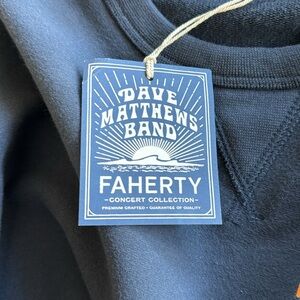 DAVE
MATTHEWS
BAND
FAHERTY
-CONCERT COLLECTION-
PREMIUM CRAFTED • GUARANTEE OF QUALITY